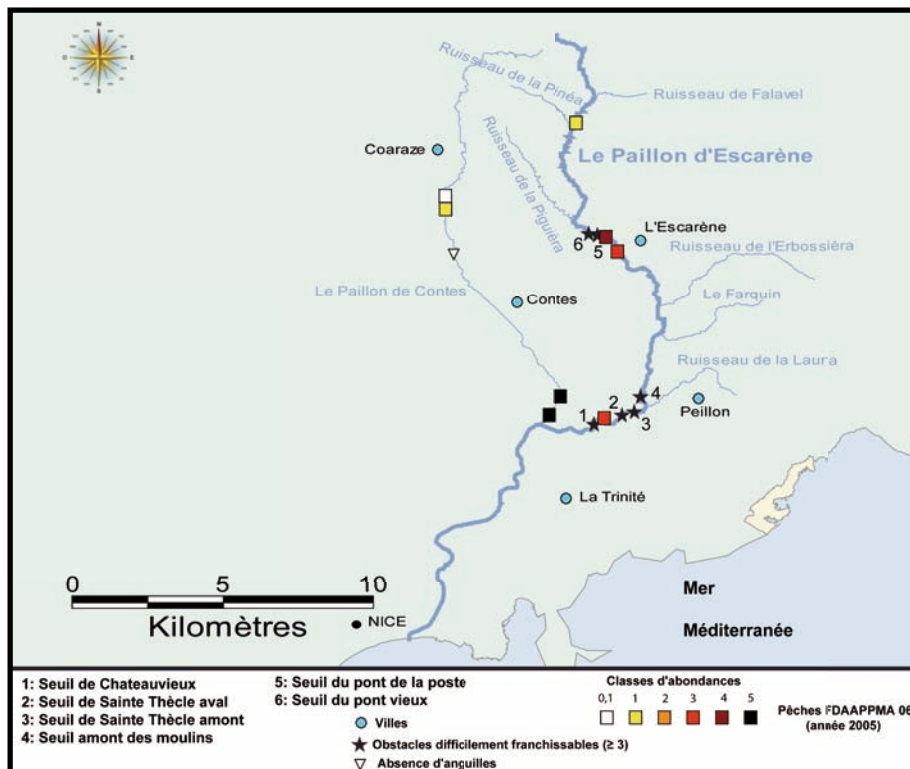 N
O
E
S
Ruisseau de la Pinéa
Ruisseau de Falavel
Coaraze
Le Paillon d'Escarène
Ruisseau de la Piguièra
6
5
L'Escarène
Ruisseau de l'Erbossièra
Le Paillon de Contes
Contes
Le Farquin
Ruisseau de la Laura
1
2
3
4
Peillon
La Trinité
0 5 10
Kilomètres
NICE
Mer
Méditerranée
1: Seuil de Chateauvieux
2: Seuil de Sainte Thècle aval
3: Seuil de Sainte Thècle amont
4: Seuil amont des moulins
5: Seuil du pont de la poste
6: Seuil du pont vieux
Villes
Obstacles difficilement franchissables (≥ 3)
Absence d'anguilles
Classes d'abondances
0,1 1 2 3 4 5
Pêches FDAAPPMA 06
(année 2005)